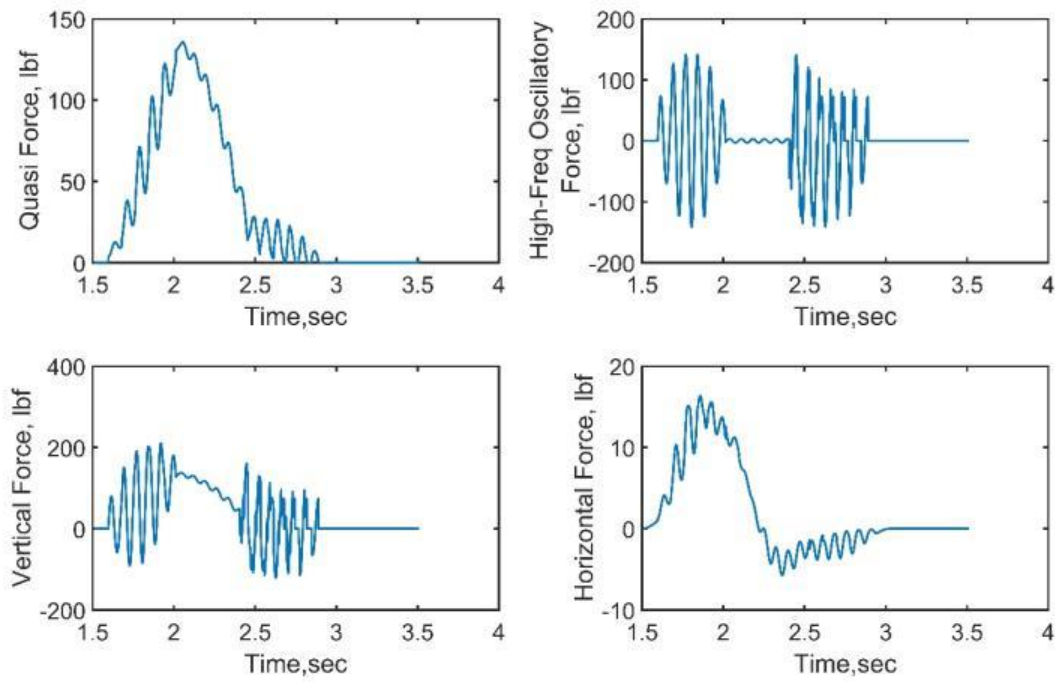 150
100
50
0
Quasi Force, lbf
1.5 2 2.5 3 3.5 4
Time,sec
200
100
0
-100
-200
High-Freq Oscillatory
Force, lbf
1.5 2 2.5 3 3.5 4
Time,sec
400
200
0
-200
Vertical Force, lbf
1.5 2 2.5 3 3.5 4
Time,sec
20
10
0
-10
Horizontal Force, lbf
1.5 2 2.5 3 3.5 4
Time,sec